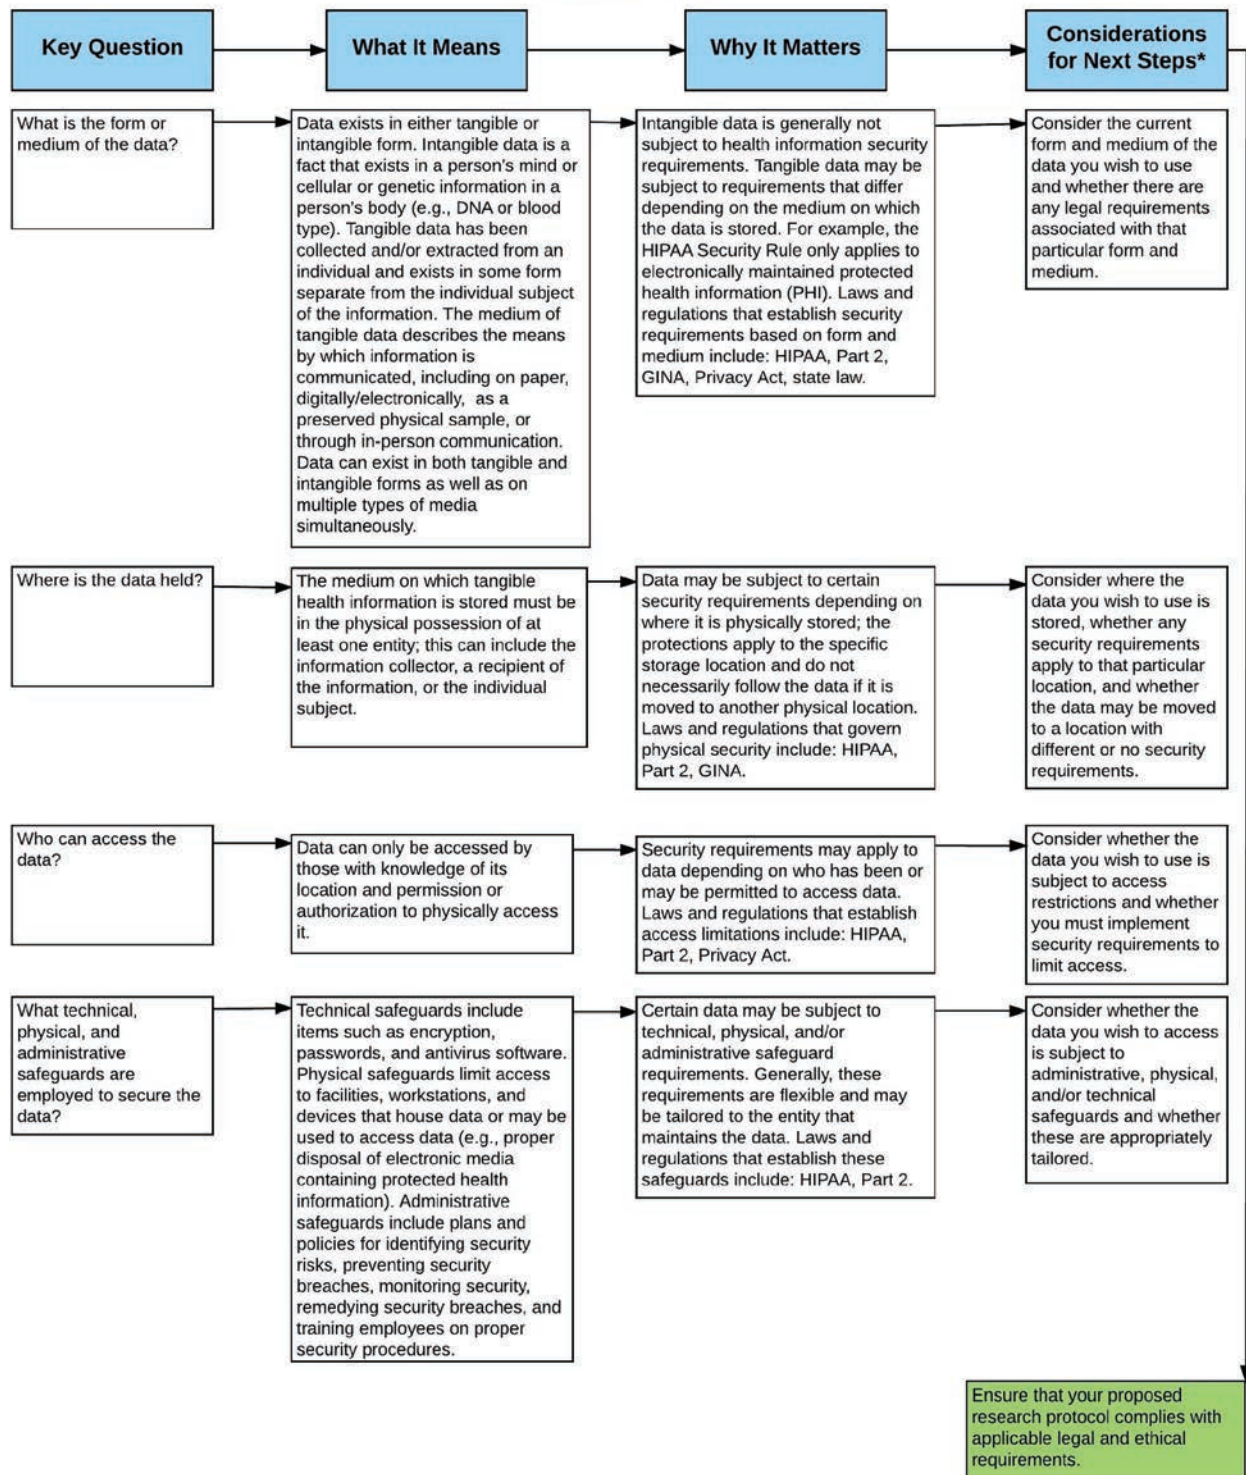 Key Question
What It Means
Why It Matters
Considerations
for Next Steps*
What is the form or
medium of the data?
Data exists in either tangible or
intangible form. Intangible data is a
fact that exists in a person's mind or
cellular or genetic information in a
person's body (e.g., DNA or blood
type). Tangible data has been
collected and/or extracted from an
individual and exists in some form
separate from the individual subject
of the information. The medium of
tangible data describes the means
by which information is
communicated, including on paper,
digitally/electronically, as a
preserved physical sample, or
through in-person communication.
Data can exist in both tangible and
intangible forms as well as on
multiple types of media
simultaneously.
Intangible data is generally not
subject to health information security
requirements. Tangible data may be
subject to requirements that differ
depending on the medium on which
the data is stored. For example, the
HIPAA Security Rule only applies to
electronically maintained protected
health information (PHI). Laws and
regulations that establish security
requirements based on form and
medium include: HIPAA, Part 2,
GINA, Privacy Act, state law.
Consider the current
form and medium of the
data you wish to use
and whether there are
any legal requirements
associated with that
particular form and
medium.
Where is the data held?
The medium on which tangible
health information is stored must be
in the physical possession of at
least one entity; this can include the
information collector, a recipient of
the information, or the individual
subject.
Data may be subject to certain
security requirements depending on
where it is physically stored; the
protections apply to the specific
storage location and do not
necessarily follow the data if it is
moved to another physical location.
Laws and regulations that govern
physical security include: HIPAA,
Part 2, GINA.
Consider where the
data you wish to use is
stored, whether any
security requirements
apply to that particular
location, and whether
the data may be moved
to a location with
different or no security
requirements.
Who can access the
data?
Data can only be accessed by
those with knowledge of its
location and permission or
authorization to physically access
it.
Security requirements may apply to
data depending on who has been or
may be permitted to access data.
Laws and regulations that establish
access limitations include: HIPAA,
Part 2, Privacy Act.
Consider whether the
data you wish to use is
subject to access
restrictions and whether
you must implement
security requirements to
limit access.
What technical,
physical, and
administrative
safeguards are
employed to secure the
data?
Technical safeguards include
items such as encryption,
passwords, and antivirus software.
Physical safeguards limit access
to facilities, workstations, and
devices that house data or may be
used to access data (e.g., proper
disposal of electronic media
containing protected health
information). Administrative
safeguards include plans and
policies for identifying security
risks, preventing security
breaches, monitoring security,
remedying security breaches, and
training employees on proper
security procedures.
Certain data may be subject to
technical, physical, and/or
administrative safeguard
requirements. Generally, these
requirements are flexible and may
be tailored to the entity that
maintains the data. Laws and
regulations that establish these
safeguards include: HIPAA, Part 2.
Consider whether the
data you wish to access
is subject to
administrative, physical,
and/or technical
safeguards and whether
these are appropriately
tailored.
Ensure that your proposed
research protocol complies with
applicable legal and ethical
requirements.